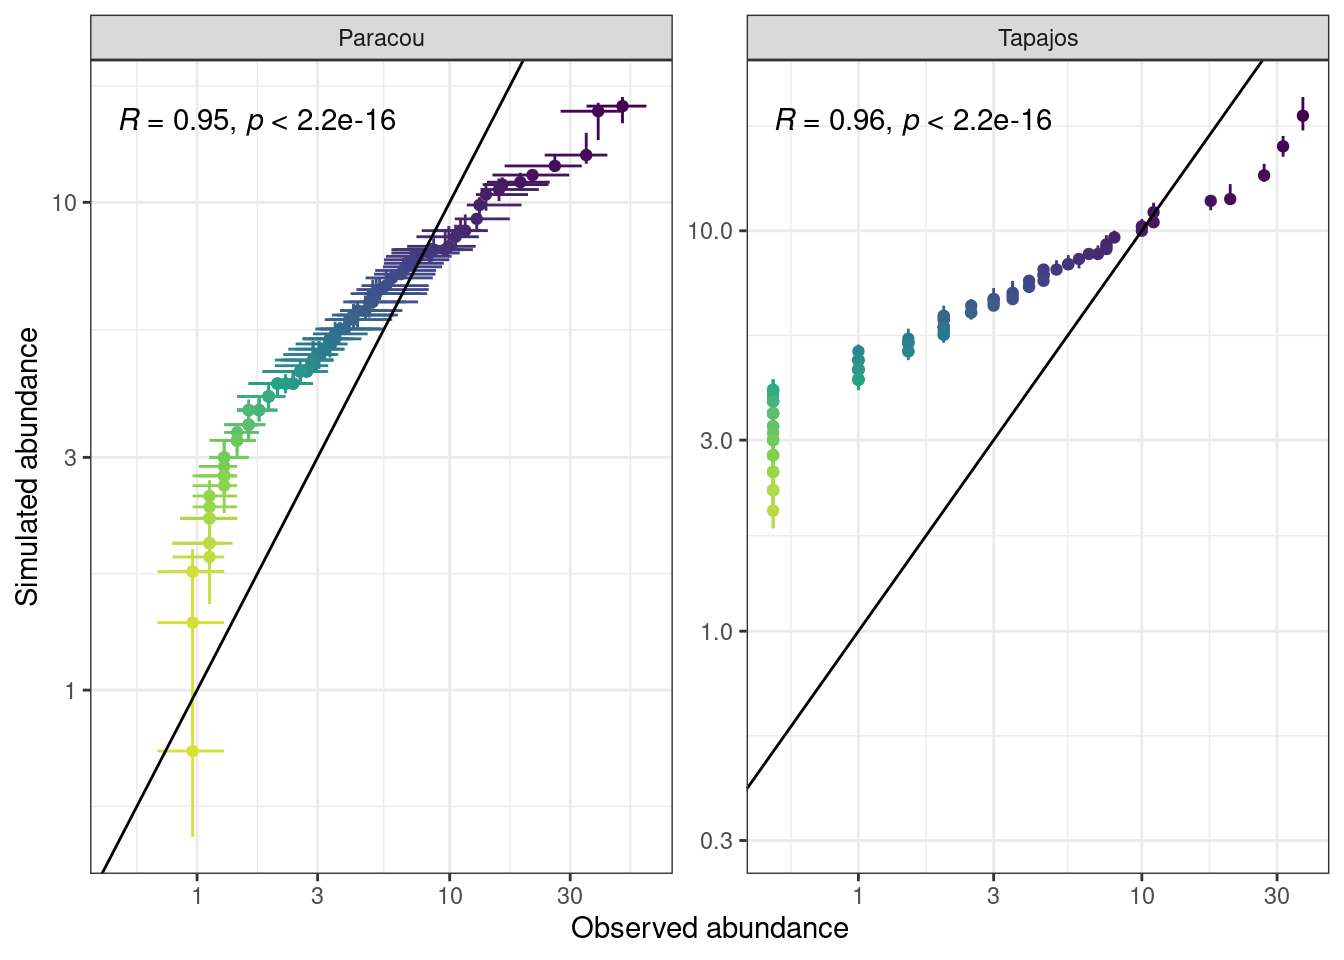 Paracou
Tapajos
R = 0.95, p < 2.2e-16
R = 0.96, p < 2.2e-16
Simulated abundance
10
3
1
10.0
3.0
1.0
0.3
1 3 10 30
1 3 10 30
Observed abundance